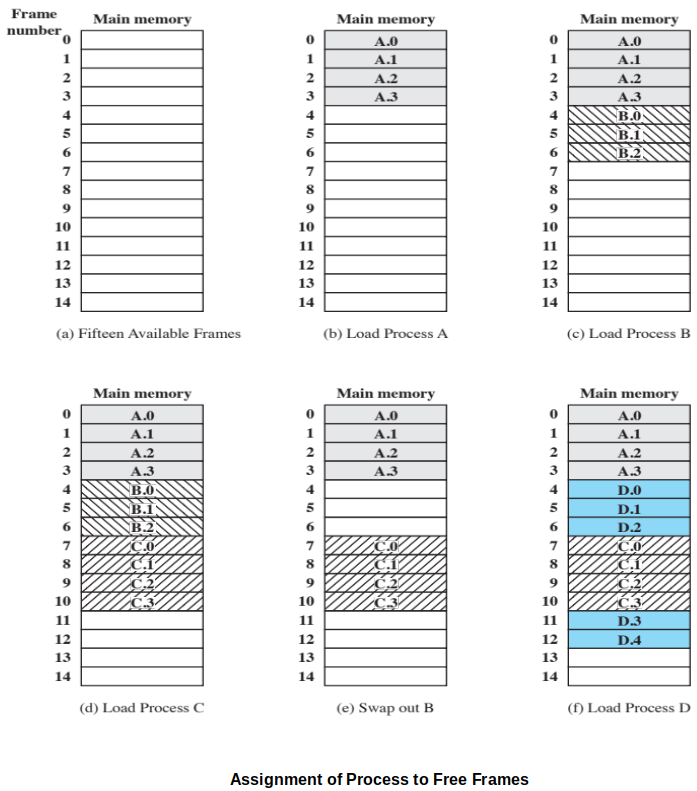 Frame
number
Main memory Main memory Main memory
0 0 A.0 0 A.0
1 1 A.1 1 A.1
2 2 A.2 2 A.2
3 3 A.3 3 A.3
4 4 4 B.0
5 5 5 B.1
6 6 6 B.2
7 7 7
8 8 8
9 9 9
10 10 10
11 11 11
12 12 12
13 13 13
14 14 14
(a) Fifteen Available Frames (b) Load Process A (c) Load Process B
Main memory Main memory Main memory
0 A.0 0 A.0 0 A.0
1 A.1 1 A.1 1 A.1
2 A.2 2 A.2 2 A.2
3 A.3 3 A.3 3 A.3
4 B.0 4 4 D.0
5 B.1 5 5 D.1
6 B.2 6 6 D.2
7 C.0 7 C.0 7 C.0
8 C.1 8 C.1 8 C.1
9 C.2 9 C.2 9 C.2
10 C.3 10 C.3 10 C.3
11 11 11 D.3
12 12 12 D.4
13 13 13
14 14 14
(d) Load Process C (e) Swap out B (f) Load Process D
Assignment of Process to Free Frames